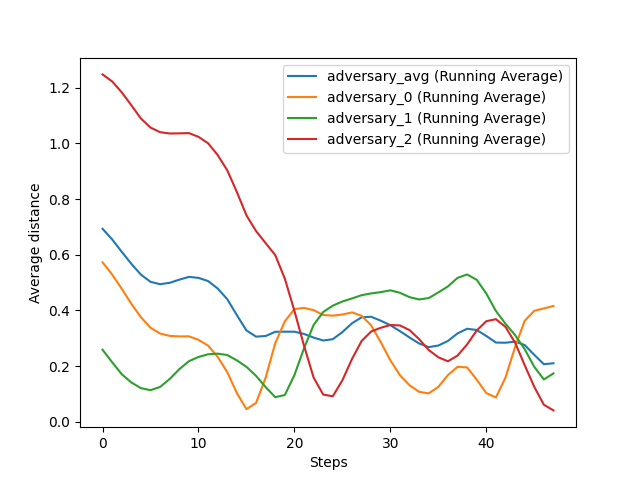 adversary_avg (Running Average)
adversary_0 (Running Average)
adversary_1 (Running Average)
adversary_2 (Running Average)
Average distance
1.2
1.0
0.8
0.6
0.4
0.2
0.0
0 10 20 30 40
Steps